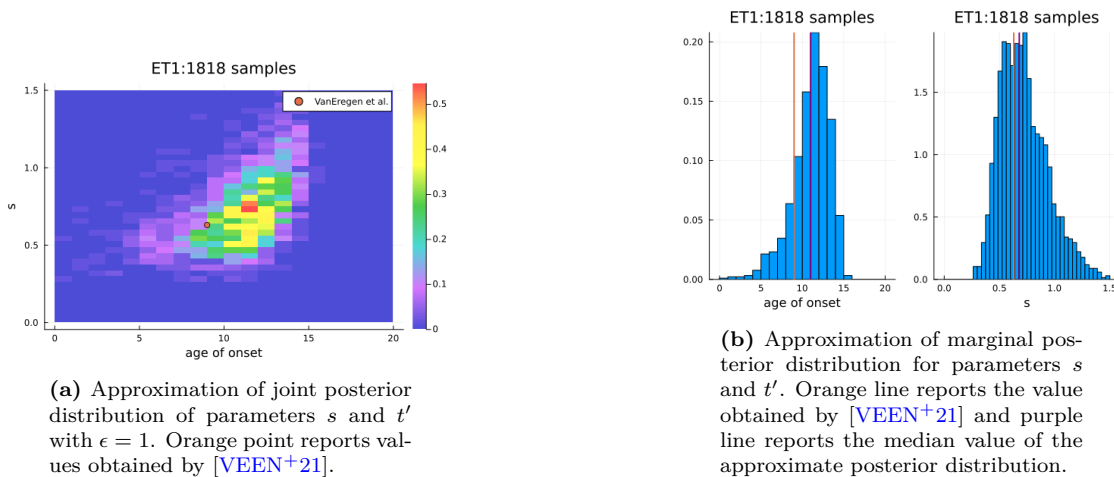 ET1:1818 samples
VanEregen et al.
1.5
1.0
0.5
0.0
s
0
5
10
15
20
age of onset
0.5
0.4
0.3
0.2
0.1
0
(a) Approximation of joint posterior
distribution of parameters s and t′
with ϵ = 1. Orange point reports val-
ues obtained by [VEEN+21].
ET1:1818 samples
0.20
0.15
0.10
0.05
0.00
0
5
10
15
20
age of onset
ET1:1818 samples
2.0
1.5
1.0
0.5
0.0
0.0
0.5
1.0
1.5
s
(b) Approximation of marginal pos-
terior distribution for parameters s
and t′. Orange line reports the value
obtained by [VEEN+21] and purple
line reports the median value of the
approximate posterior distribution.